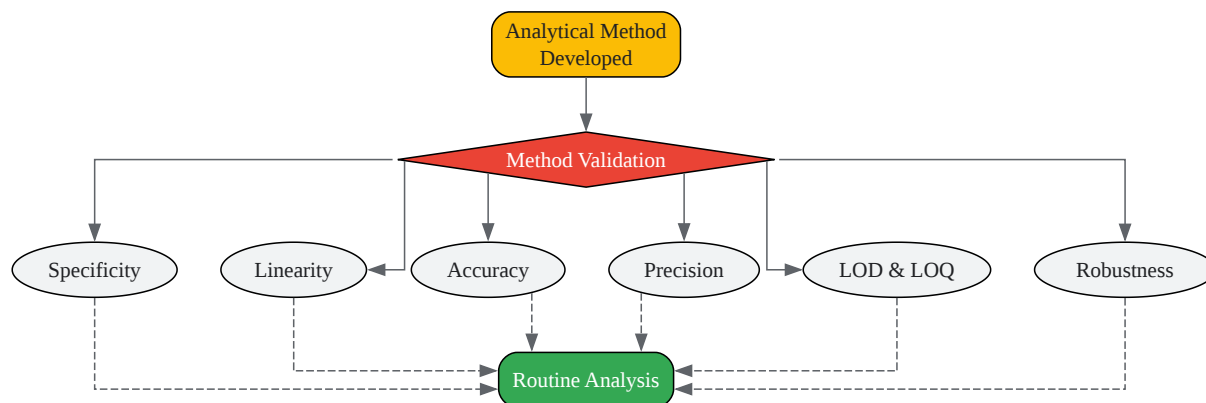 Analytical Method
Developed
Method Validation
Specificity
Linearity
Accuracy
Precision
LOD & LOQ
Robustness
Routine Analysis